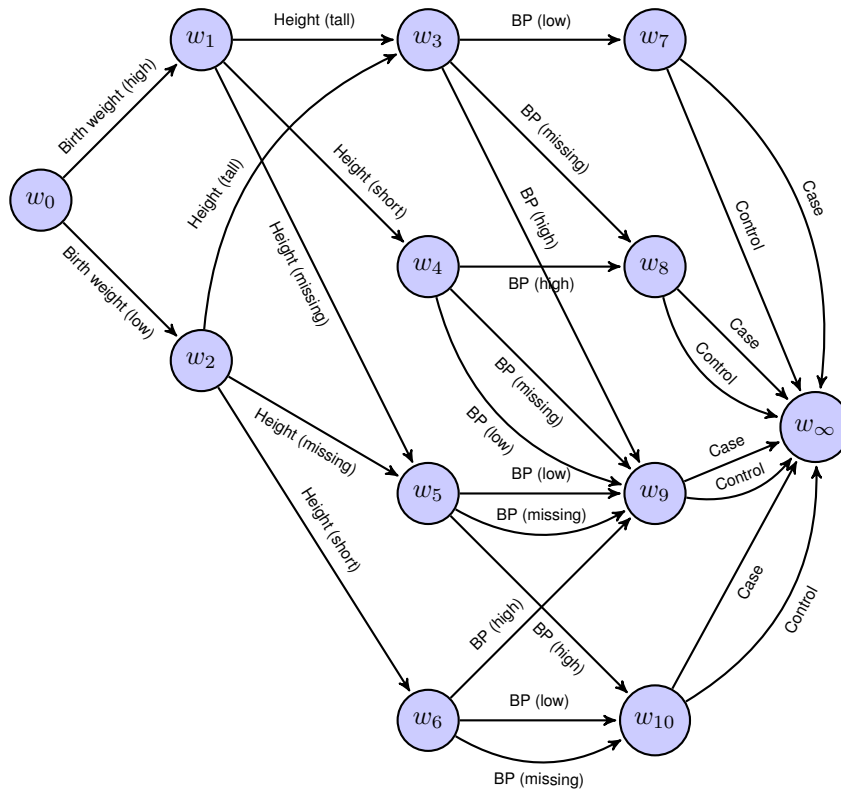 Height (tall)
BP (low)
w₁
w₃
w₇
Birth weight (high)
BP (missing)
Height (short)
Height (tall)
BP (high)
Case
Control
w₀
Height (missing)
w₄
BP (high)
w₈
Birth weight (low)
Case
Control
w₂
BP (missing)
Height (missing)
BP (low)
w∞
Case
Control
w₅
BP (low)
BP (missing)
w₉
Height (short)
BP (high)
BP (high)
Case
Control
w₆
BP (low)
w₁₀
BP (missing)